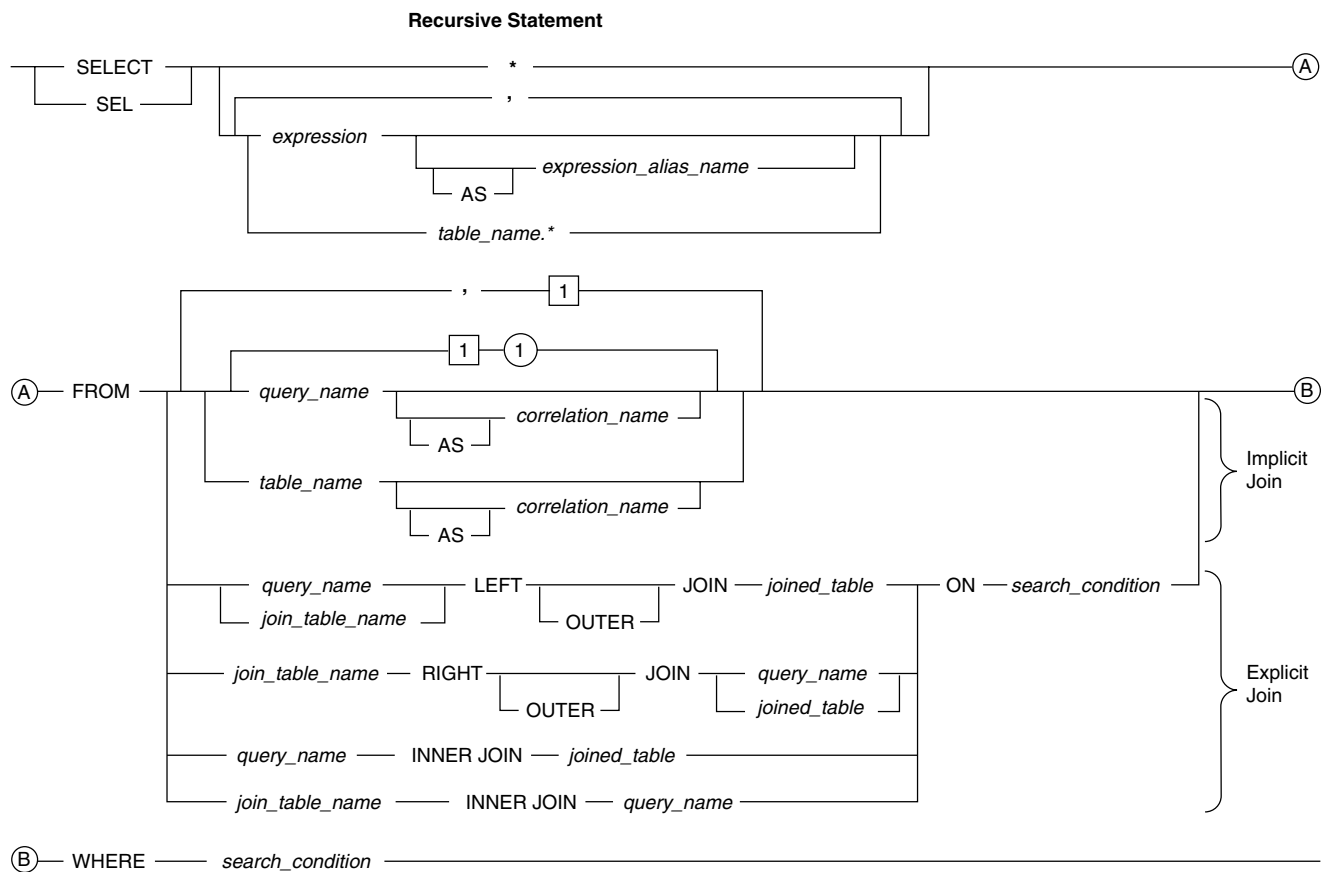 Recursive Statement
SELECT * A
SEL ,
expression
expression_alias_name
AS
table_name.*
, 1
1 1
A FROM query_name B
correlation_name
AS
Implicit
Join
table_name
correlation_name
AS
query_name LEFT JOIN joined_table ON search_condition
join_table_name OUTER
join_table_name RIGHT JOIN query_name
OUTER joined_table
Explicit
Join
query_name INNER JOIN joined_table
join_table_name INNER JOIN query_name
B WHERE search_condition